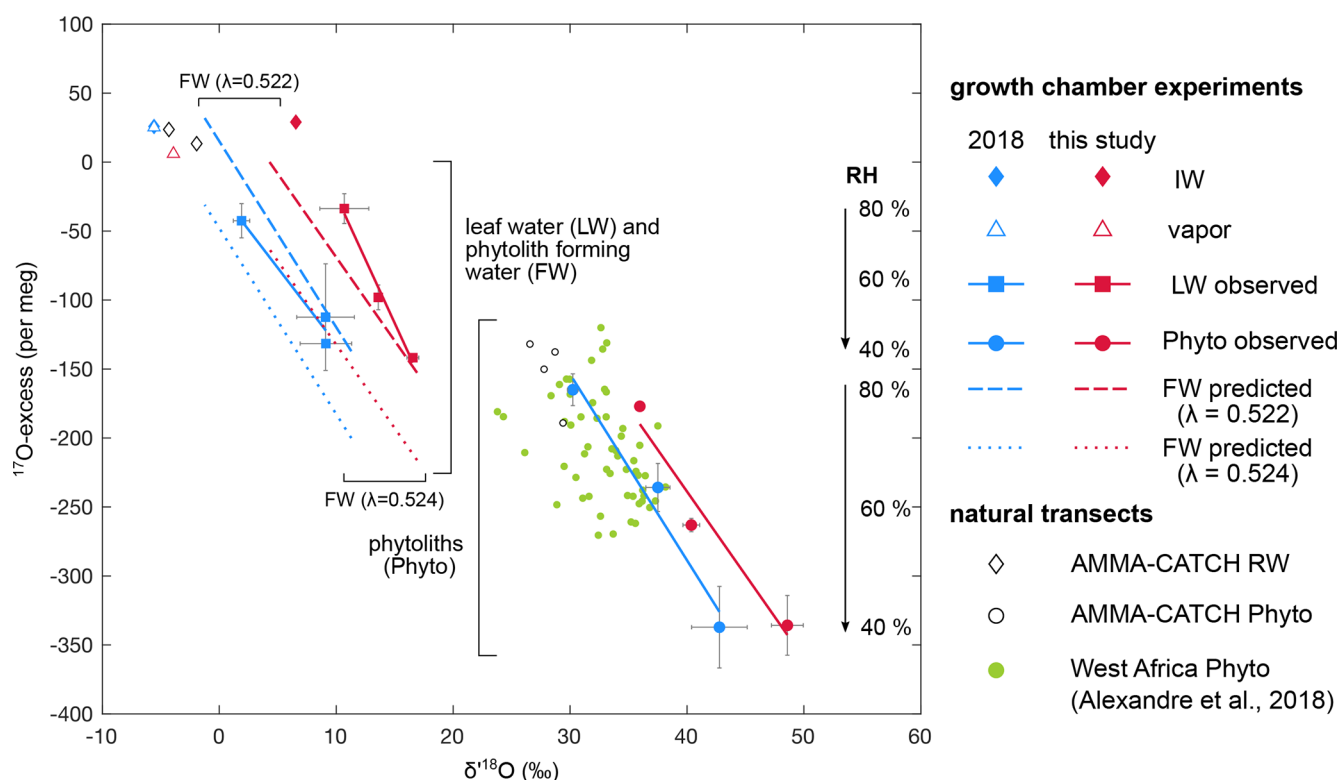 100
50
0
-50
-100
-150
-200
-250
-300
-350
-400
-10
0
10
20
30
40
50
60
17O-excess (per meg)
δ'18O (‰)
FW (λ=0.522)
leaf water (LW) and
phytolith forming
water (FW)
FW (λ=0.524)
phytoliths
(Phyto)
RH
80 %
60 %
40 %
80 %
60 %
40 %
growth chamber experiments
2018 this study
IW
vapor
LW observed
Phyto observed
FW predicted
(λ = 0.522)
FW predicted
(λ = 0.524)
natural transects
AMMA-CATCH RW
AMMA-CATCH Phyto
West Africa Phyto
(Alexandre et al., 2018)